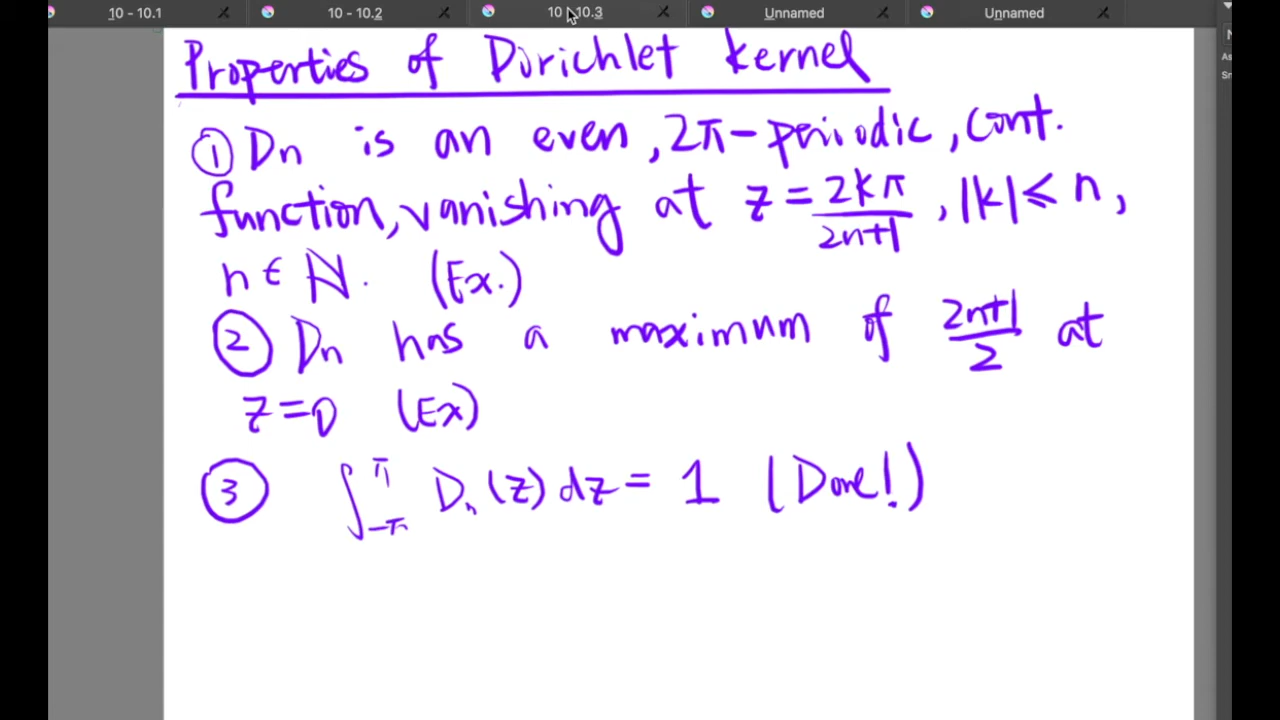 10 - 10.1
10 - 10.2
10 - 10.3
Unnamed
Unnamed
Properties of Dirichlet kernel
① Dn is an even, 2π-periodic, cont.
function, vanishing at z = 2kπ/2n+1, |k| ≤ n,
n ∈ ℕ. (Ex.)
② Dn has a maximum of 2n+1/2 at
z=0 (Ex)
③ ∫_{-π}^{π} Dn(z) dz = 1 (Done!)